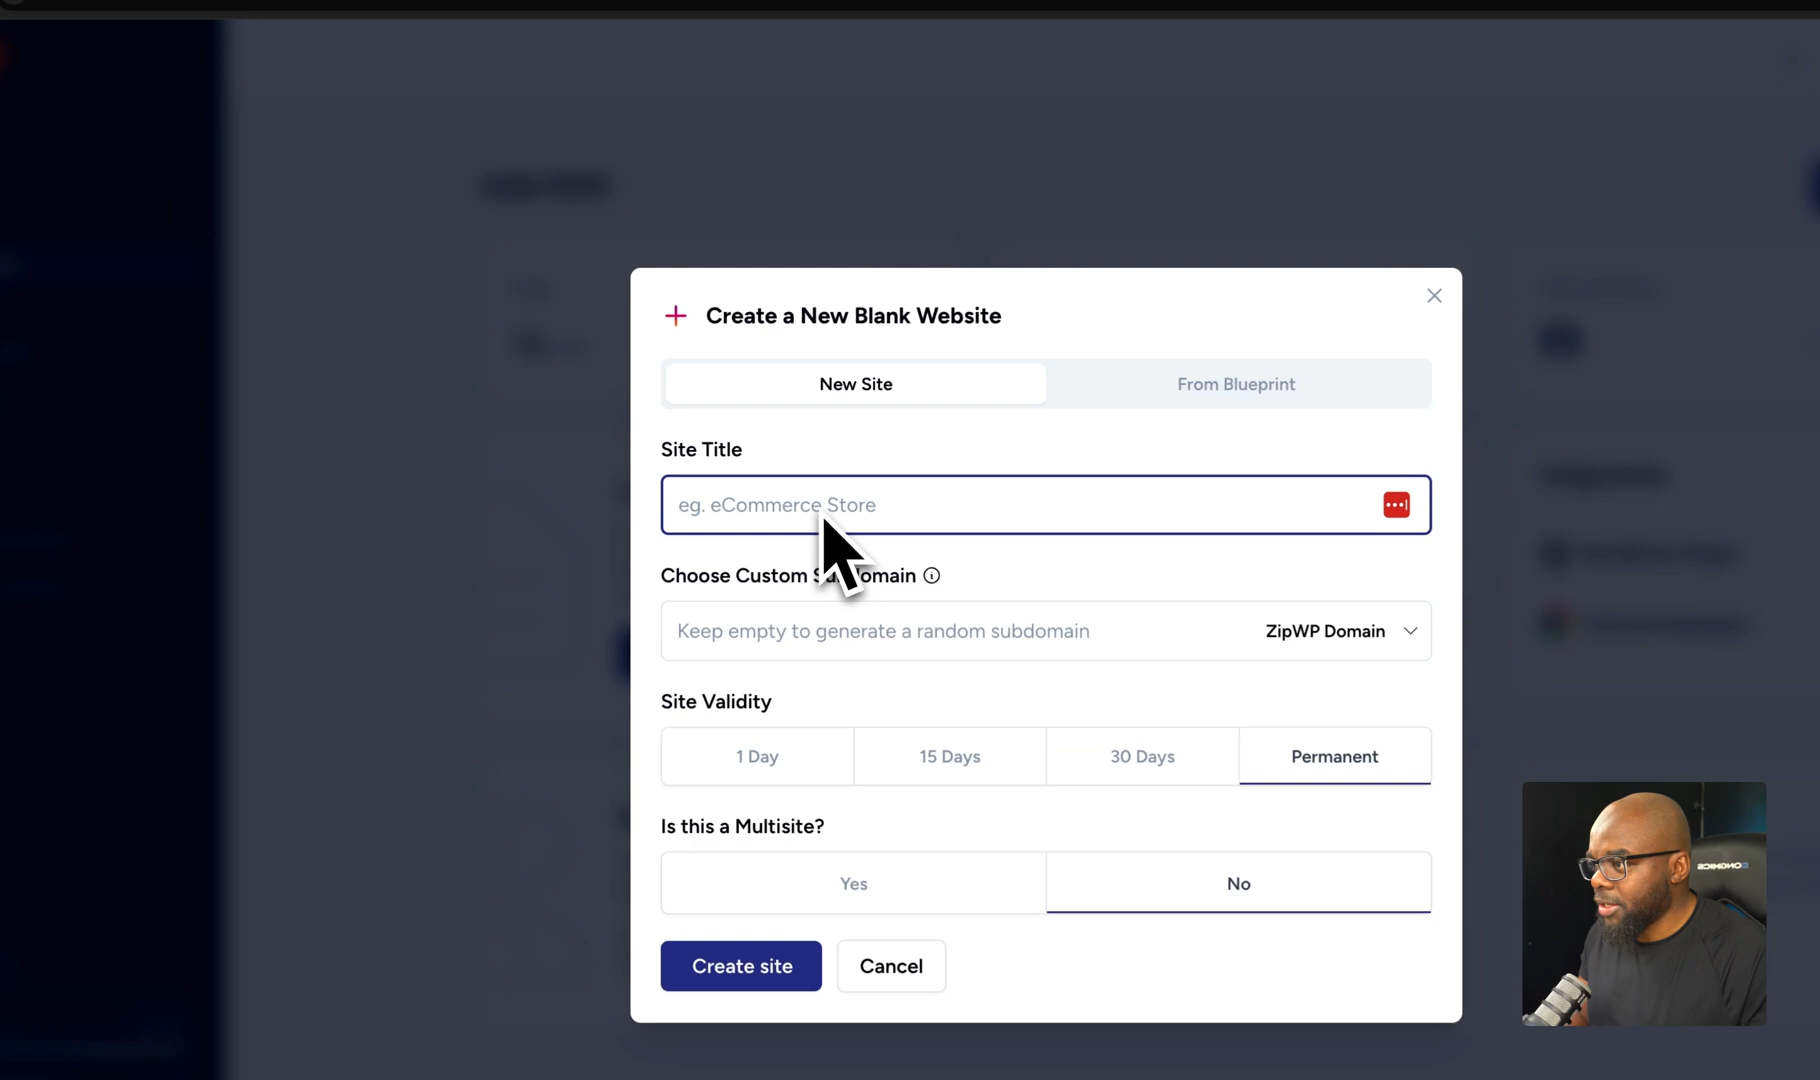 Create a New Blank Website
New Site
From Blueprint
Site Title
eg. eCommerce Store
Choose Custom Subdomain
Keep empty to generate a random subdomain
ZipWP Domain
Site Validity
1 Day
15 Days
30 Days
Permanent
Is this a Multisite?
Yes
No
Create site
Cancel